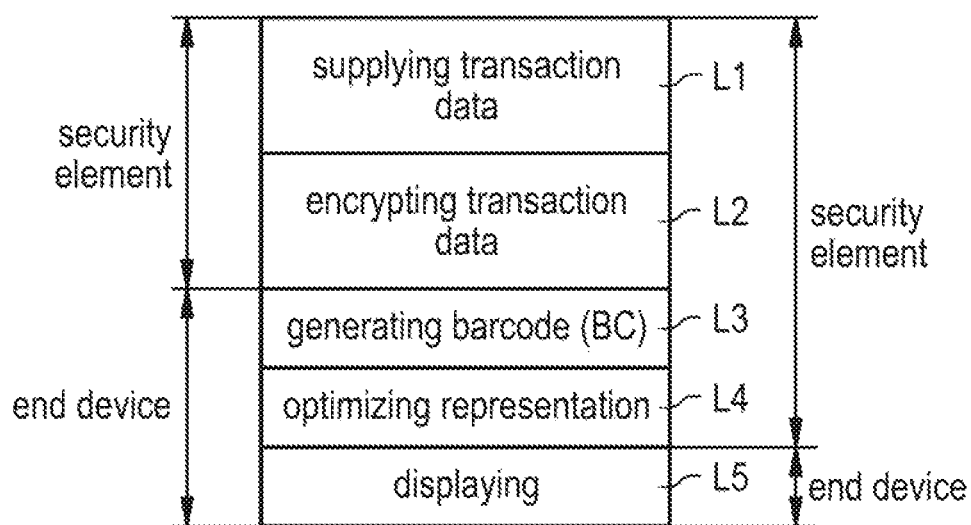 supplying transaction
data
L1
security
element
encrypting transaction
data
L2
security
element
generating barcode (BC)
L3
end device
optimizing representation
L4
displaying
L5
end device